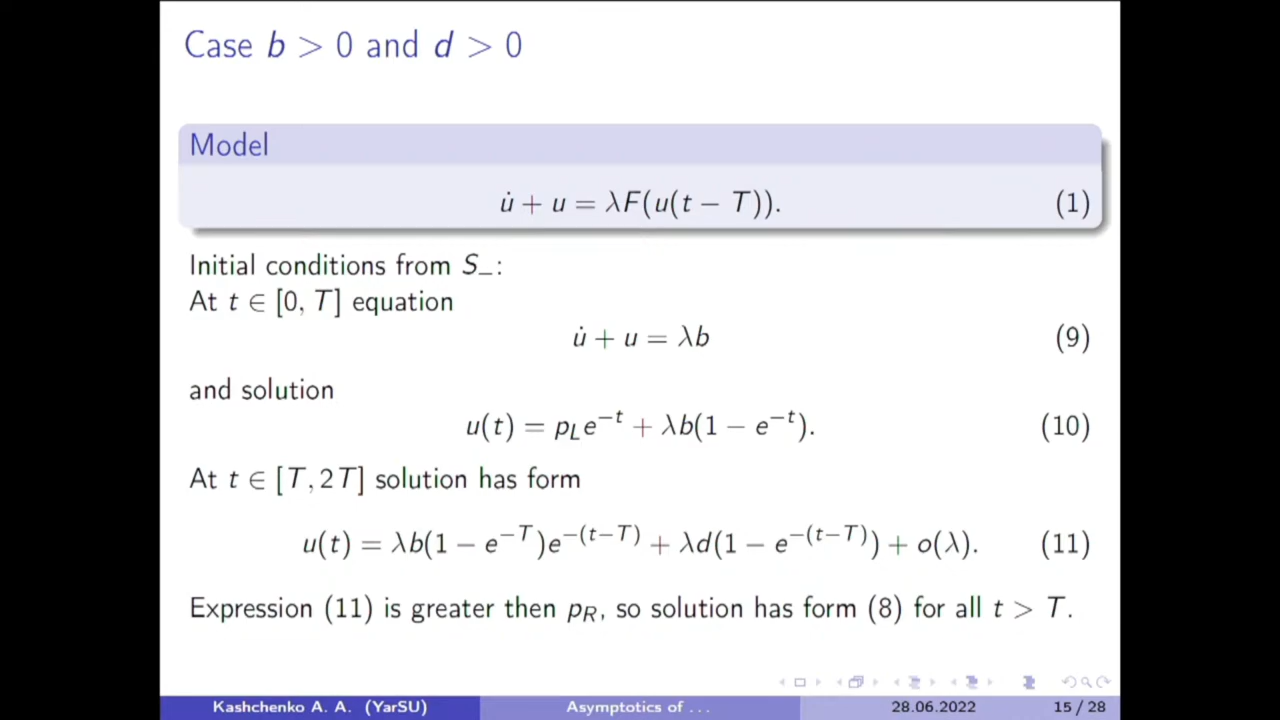 Case b > 0 and d > 0
Model
u̇ + u = λF(u(t − T)). (1)
Initial conditions from S₋:
At t ∈ [0, T] equation
u̇ + u = λb (9)
and solution
u(t) = p_L e^{−t} + λb(1 − e^{−t}). (10)
At t ∈ [T, 2T] solution has form
u(t) = λb(1 − e^{−T})e^{−(t−T)} + λd(1 − e^{−(t−T)}) + o(λ). (11)
Expression (11) is greater then p_R, so solution has form (8) for all t > T.
Kashchenko A. A. (YarSU) Asymptotics of ... 28.06.2022 15 / 28